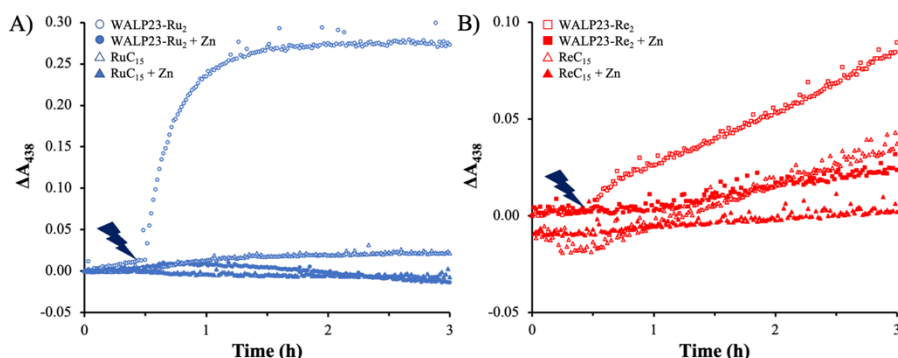 A)
0.30
0.25
0.20
0.15
0.10
0.05
0.00
-0.05
ΔA438
WALP23-Ru2
WALP23-Ru2 + Zn
RuC15
RuC15 + Zn
0
1
2
3
Time (h)
B)
0.10
0.05
0.00
-0.05
ΔA438
WALP23-Re2
WALP23-Re2 + Zn
ReC15
ReC15 + Zn
0
1
2
3
Time (h)